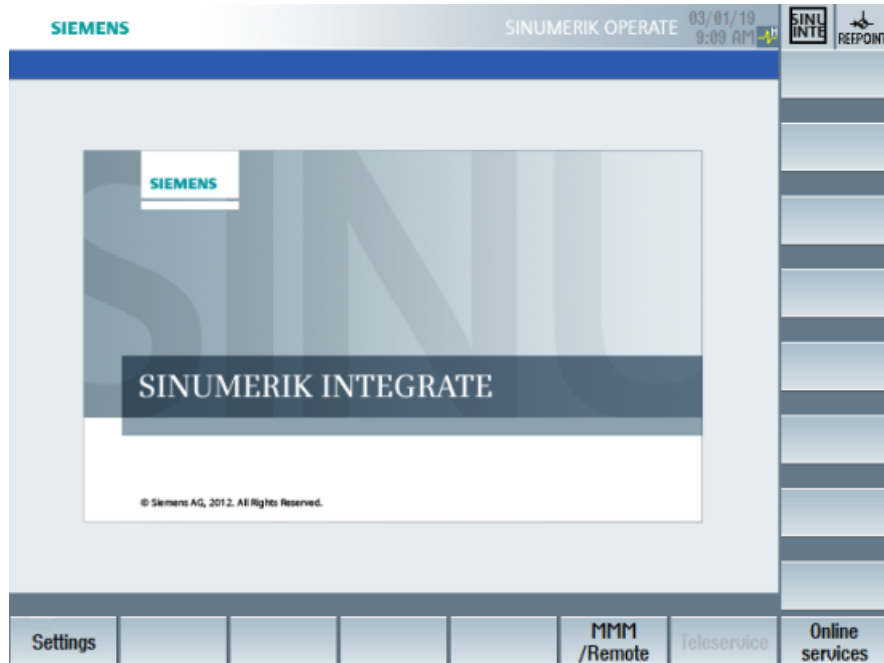 SIEMENS
SINUMERIK OPERATE
03/01/19
9:09 AM
SINU
INTE
REFPOINT
SIEMENS
SINUMERIK INTEGRATE
© Siemens AG, 2012. All Rights Reserved.
Settings
MMM
/Remote
Teleservice
Online
services